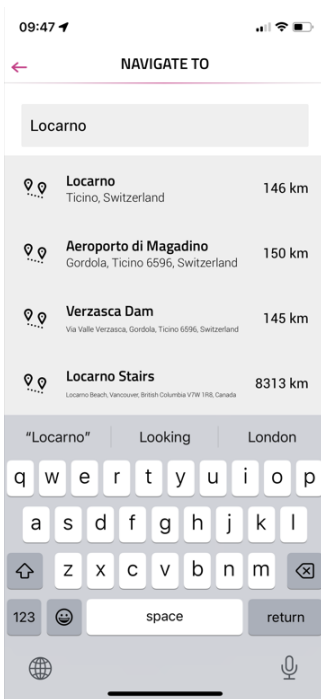 09:47
NAVIGATE TO
Locarno
Locarno 146 km
Ticino, Switzerland
Aeroporto di Magadino 150 km
Gordola, Ticino 6596, Switzerland
Verzasca Dam 145 km
Via Valle Verzasca, Gordola, Ticino 6596, Switzerland
Locarno Stairs 8313 km
Locarno Beach, Vancouver, British Columbia V7W 1R8, Canada
“Locarno” Looking London
q w e r t y u i o p
a s d f g h j k l
z x c v b n m
123 space return